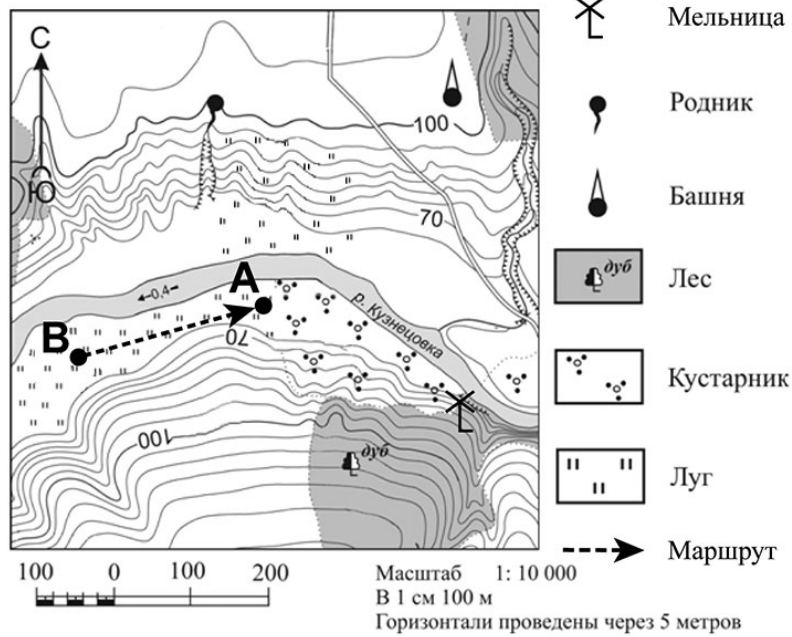 С
Ю
100
70
0,4
А
В
70
р. Кузнецовка
100
дуб
Мельница
Родник
Башня
дуб
Лес
Кустарник
Луг
Маршрут
100 0 100 200
Масштаб 1: 10 000
В 1 см 100 м
Горизонтали проведены через 5 метров